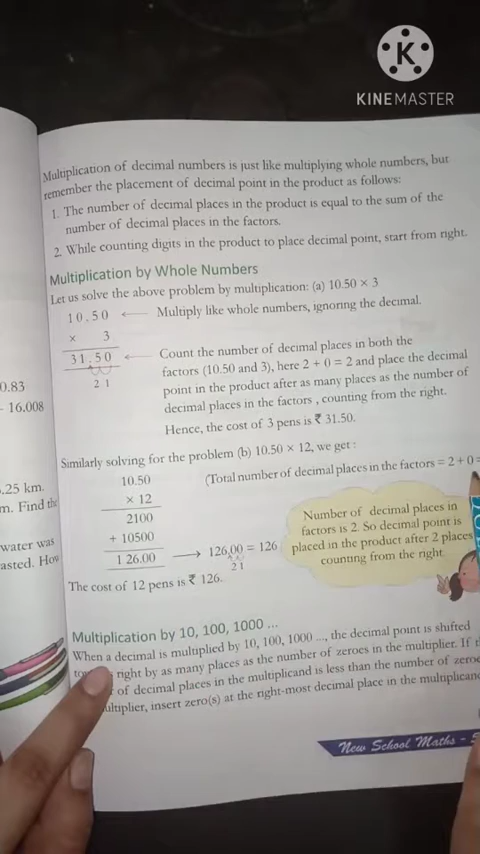 KINEMASTER
Multiplication of decimal numbers is just like multiplying whole numbers, but
remember the placement of decimal point in the product as follows:
1. The number of decimal places in the product is equal to the sum of the
number of decimal places in the factors.
2. While counting digits in the product to place decimal point, start from right.
Multiplication by Whole Numbers
Let us solve the above problem by multiplication: (a) 10.50 × 3
10.50 ← Multiply like whole numbers, ignoring the decimal.
× 3
31.50 ← Count the number of decimal places in both the
2 1 factors (10.50 and 3), here 2 + 0 = 2 and place the decimal
point in the product after as many places as the number of
decimal places in the factors , counting from the right.
Hence, the cost of 3 pens is ₹ 31.50.
0.83
- 16.008
Similarly solving for the problem (b) 10.50 × 12, we get :
10.50 (Total number of decimal places in the factors = 2 + 0 =
× 12
2100
+ 10500
1 26.00 → 126.00 = 126
2 1
Number of decimal places in
factors is 2. So decimal point is
placed in the product after 2 places
counting from the right.
The cost of 12 pens is ₹ 126.
.25 km.
m. Find the
water was
asted. How
Multiplication by 10, 100, 1000 ...
When a decimal is multiplied by 10, 100, 1000 ..., the decimal point is shifted
right by as many places as the number of zeroes in the multiplier. If
of decimal places in the multiplicand is less than the number of zeroe
ultiplier, insert zero(s) at the right-most decimal place in the multiplicand
New School Maths -